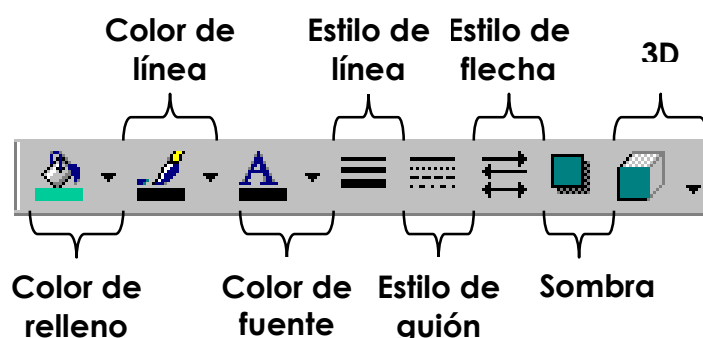 Color de
línea
Estilo de
línea
Estilo de
flecha
3D
A
Color de
relleno
Color de
fuente
Estilo de
guión
Sombra